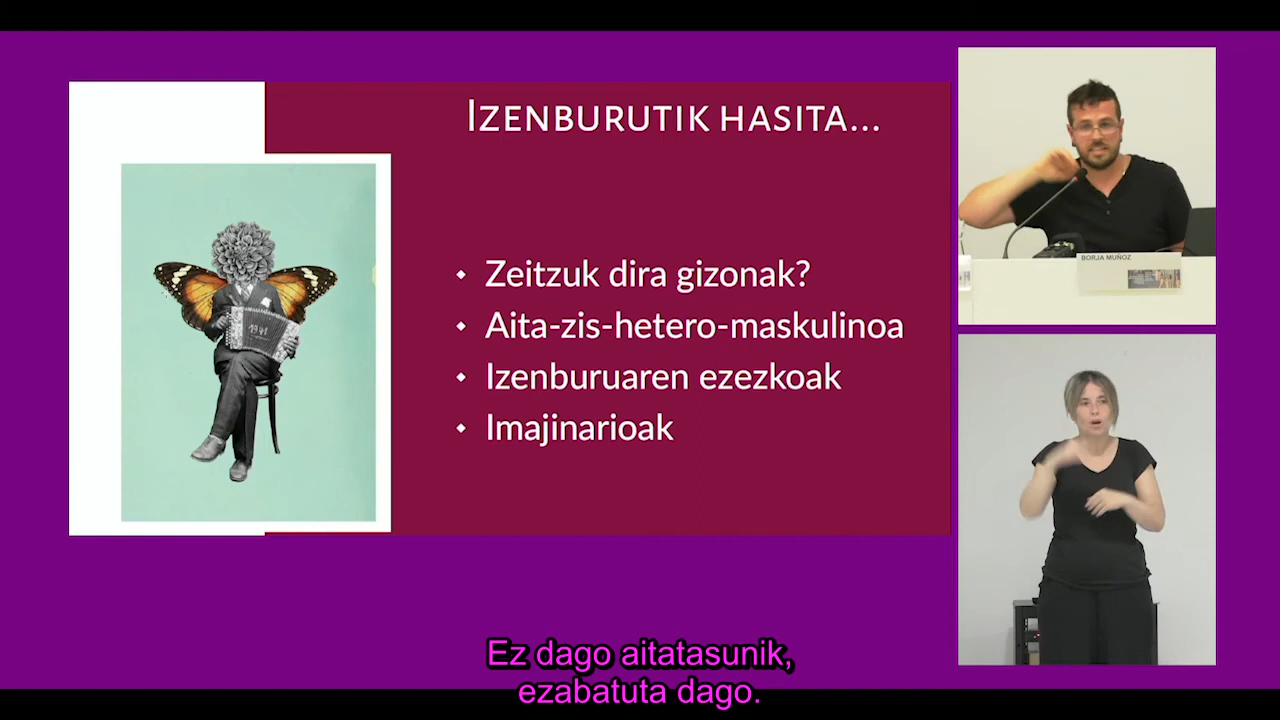 IZENBURUTIK HASITA...
• Zeitzuk dira gizonak?
• Aita-zis-hetero-maskulinoa
• Izenburuaren ezezkoak
• Imajinarioak
1941
BORJA MUÑOZ
Ez dago aitatasunik,
ezabatuta dago.